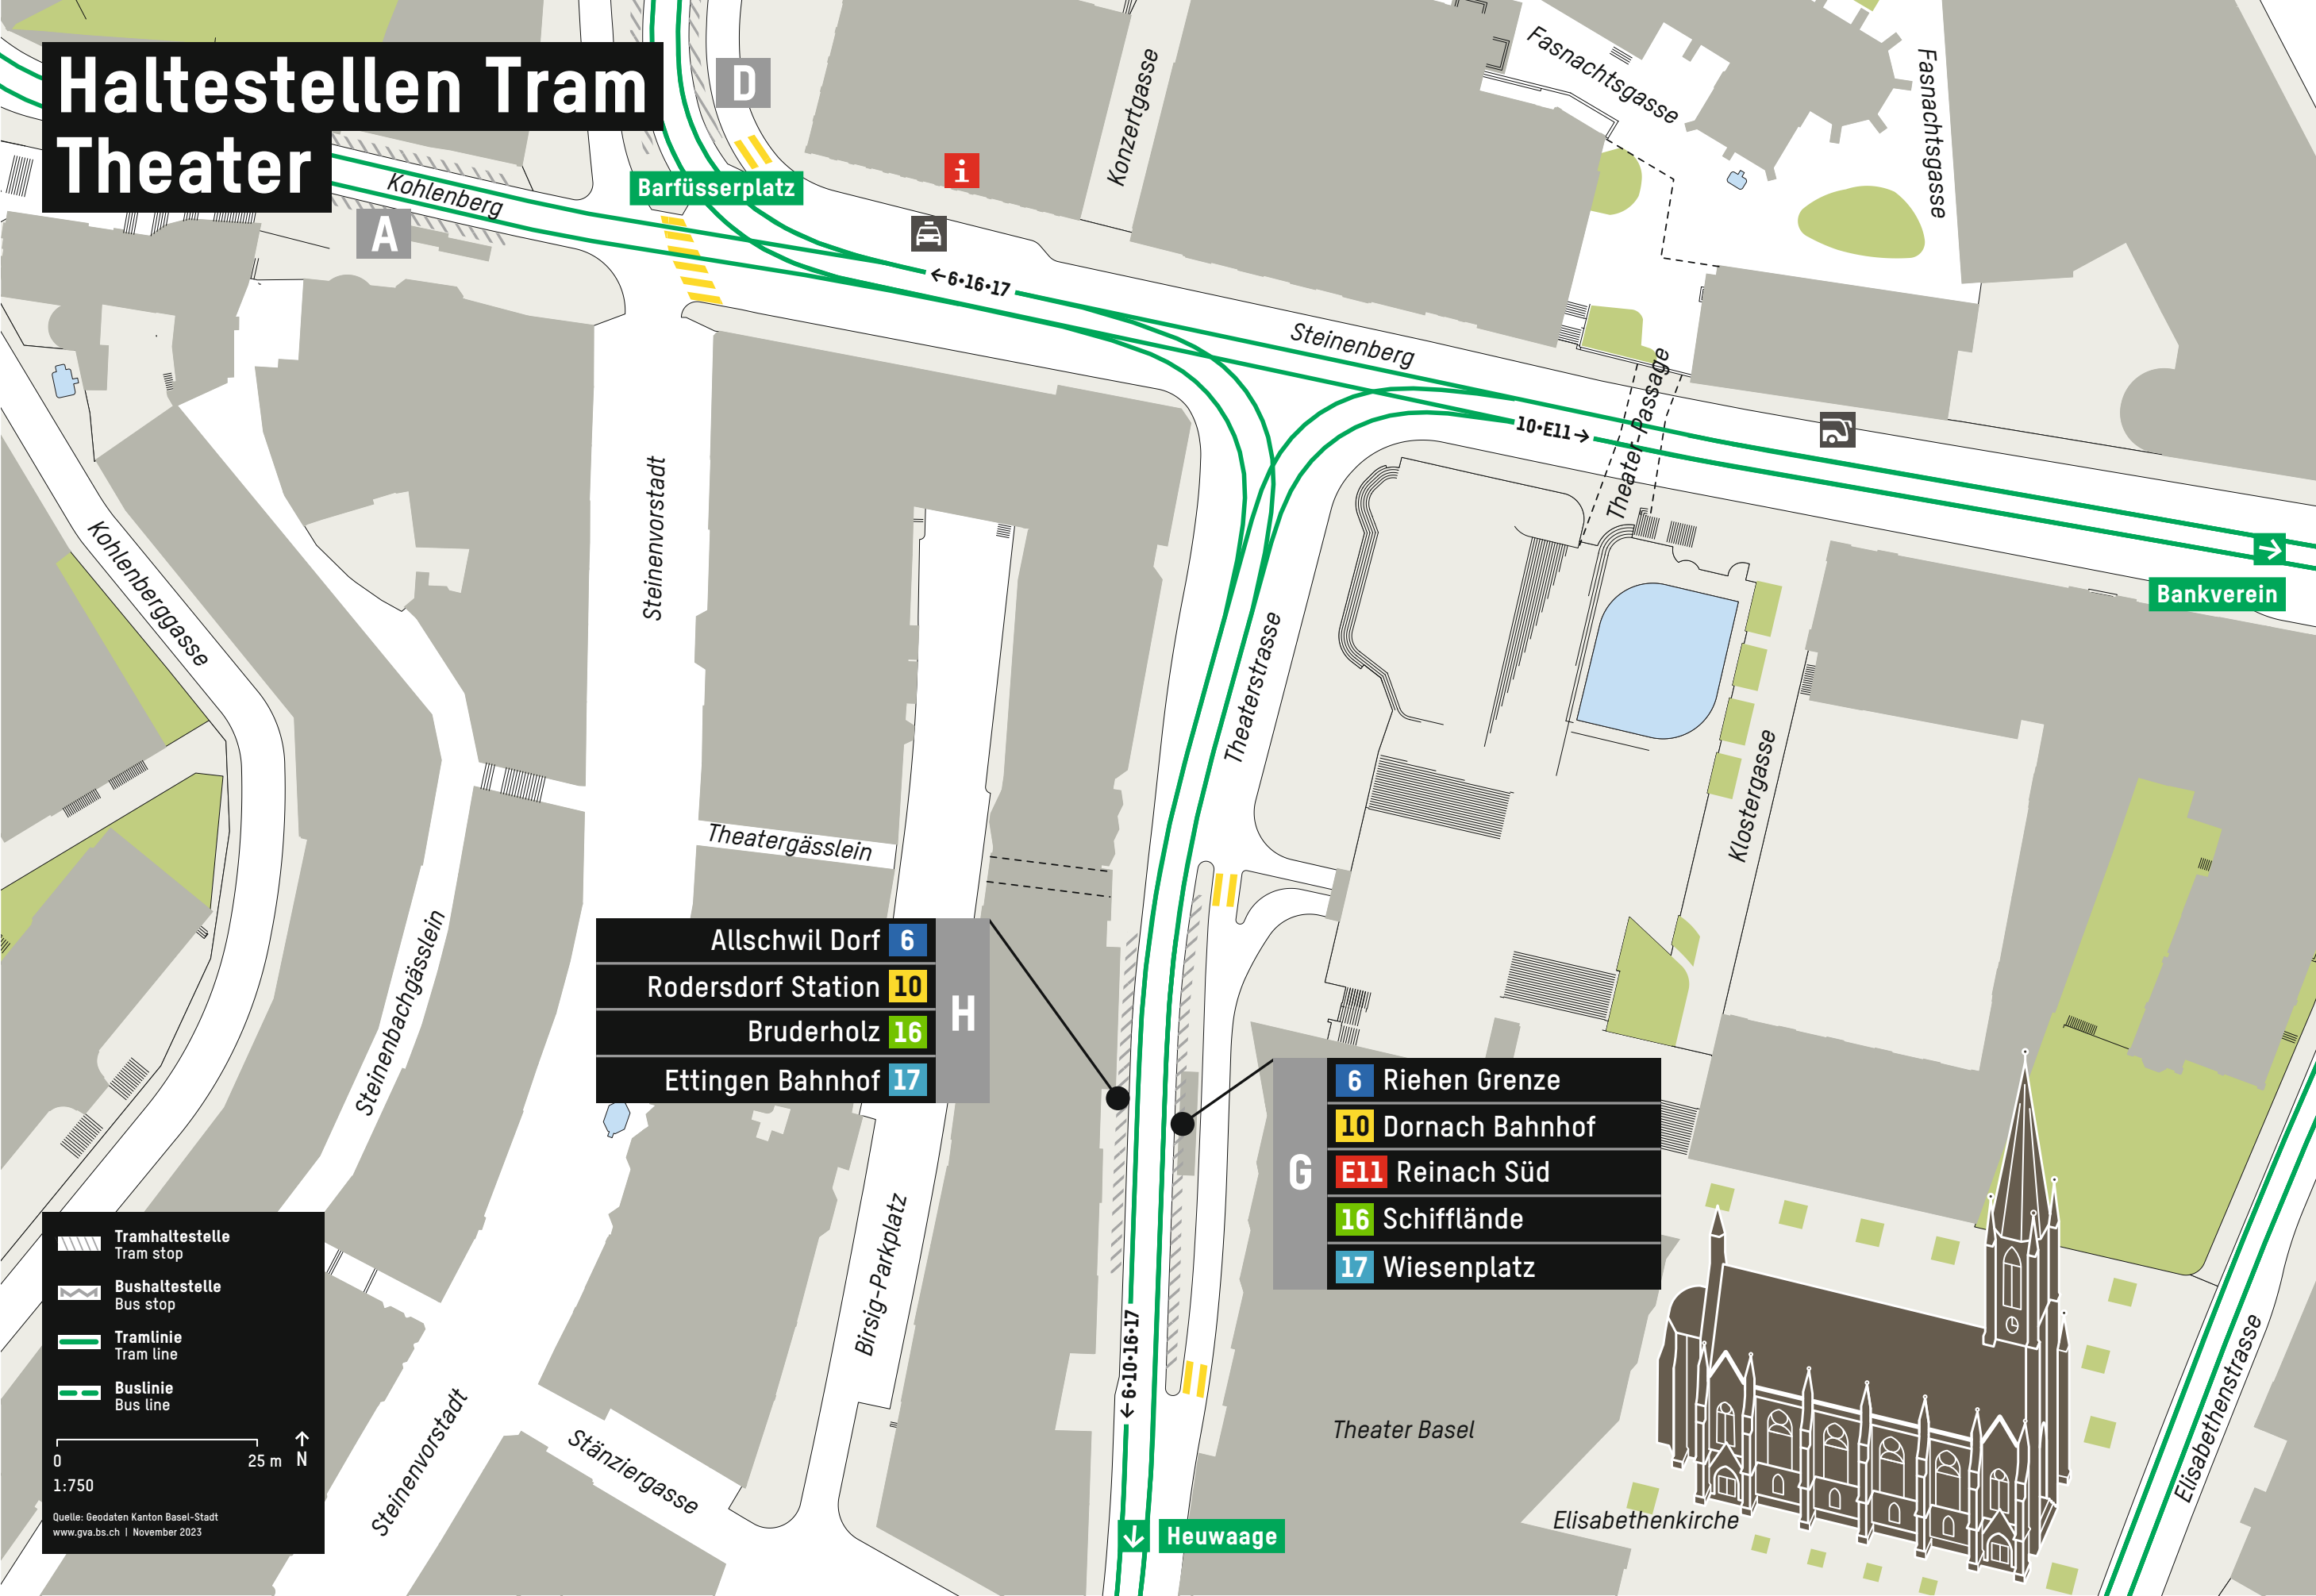 Haltestellen Tram
Theater
D
A
Kohlenberg
Barfüsserplatz
i
Konzertgasse
Fasnachtsgasse
Fasnachtsgasse
←6•16•17
Steinenberg
10•E11→
Theater-Passage
→
Bankverein
Kohlenberggasse
Steinenvorstadt
Theaterstrasse
Klostergasse
Theatergässlein
Steinenbachgässlein
Allschwil Dorf 6
Rodersdorf Station 10
Bruderholz 16
Ettingen Bahnhof 17
H
G
6 Riehen Grenze
10 Dornach Bahnhof
E11 Reinach Süd
16 Schifflände
17 Wiesenplatz
Birsig-Parkplatz
←6•10•16•17
Steinenvorstadt
Stänziergasse
Theater Basel
Elisabethenkirche
Elisabethenstrasse
↓ Heuwaage
Tramhaltestelle
Tram stop
Bushaltestelle
Bus stop
Tramlinie
Tram line
Buslinie
Bus line
0 25 m N
1:750
Quelle: Geodaten Kanton Basel-Stadt
www.gva.bs.ch | November 2023